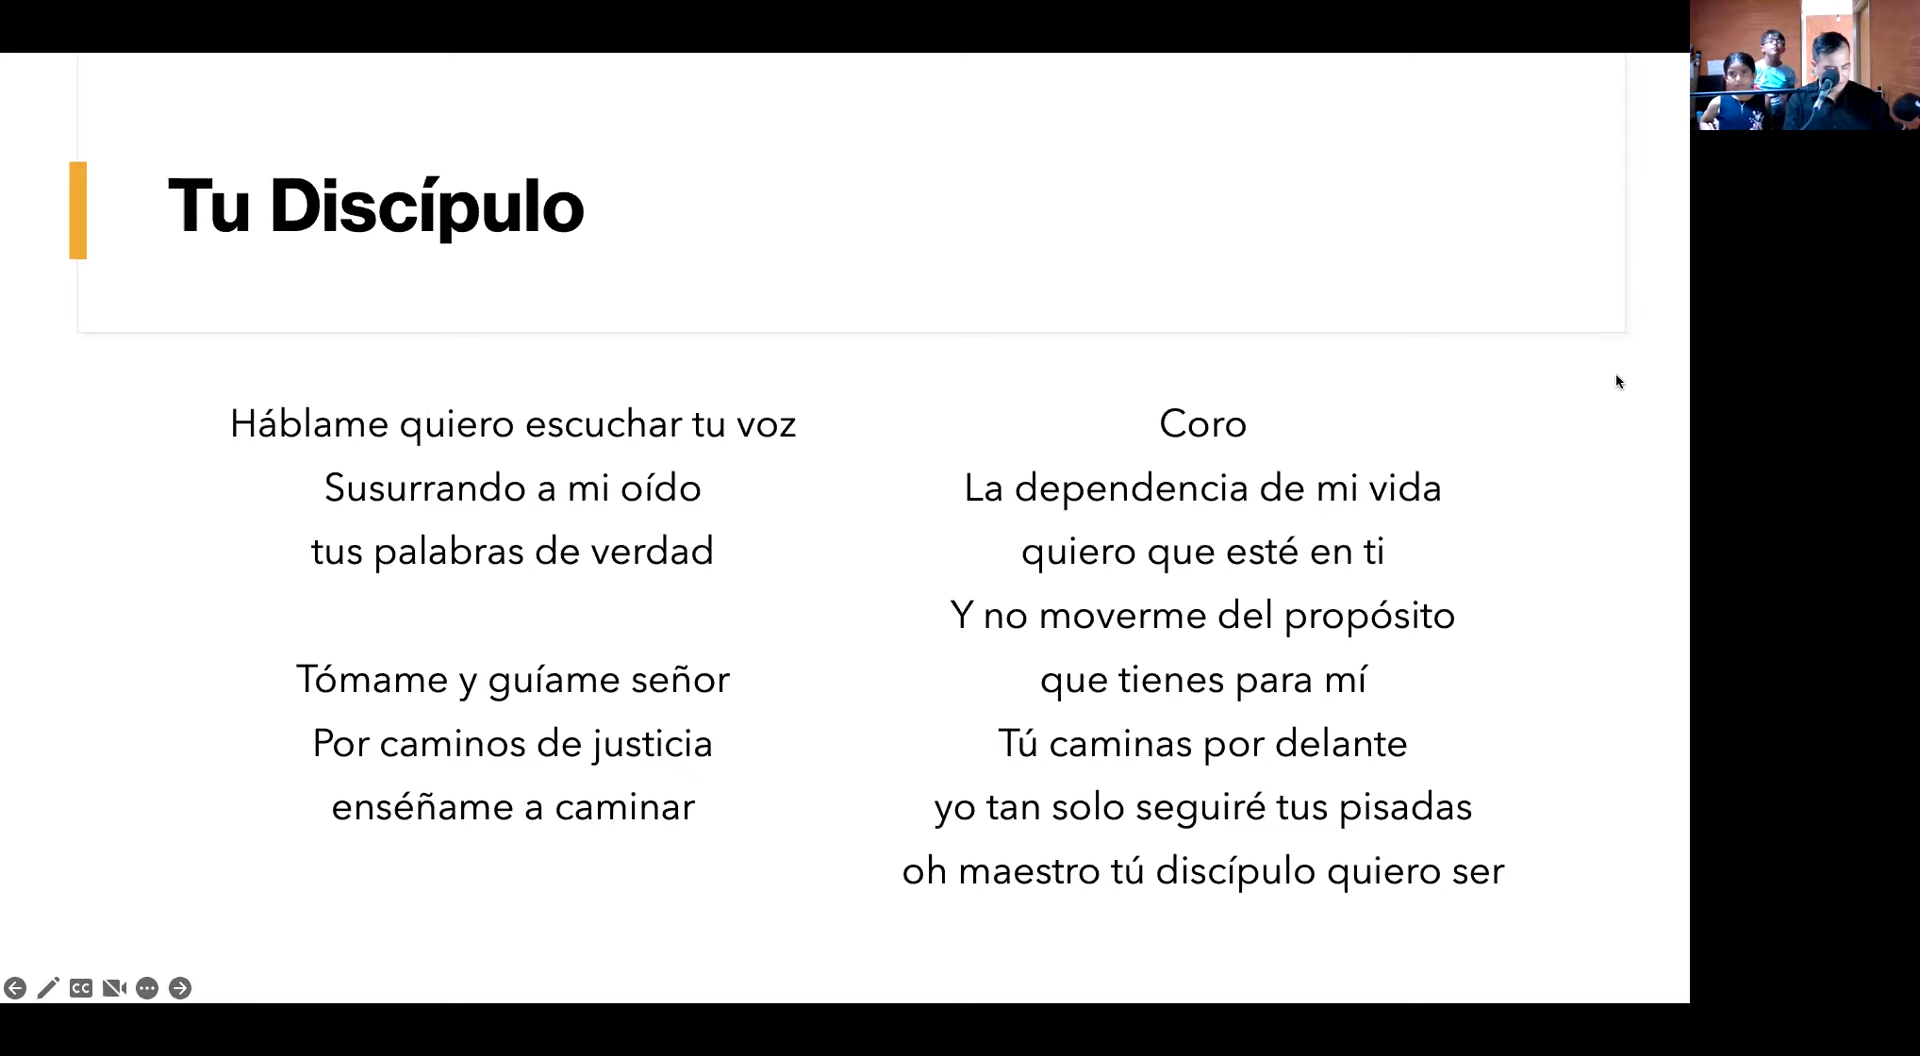 Tu Discípulo
Háblame quiero escuchar tu voz
Susurrando a mi oído
tus palabras de verdad
Tómame y guíame señor
Por caminos de justicia
enséñame a caminar
Coro
La dependencia de mi vida
quiero que esté en ti
Y no moverme del propósito
que tienes para mí
Tú caminas por delante
yo tan solo seguiré tus pisadas
oh maestro tú discípulo quiero ser
CC